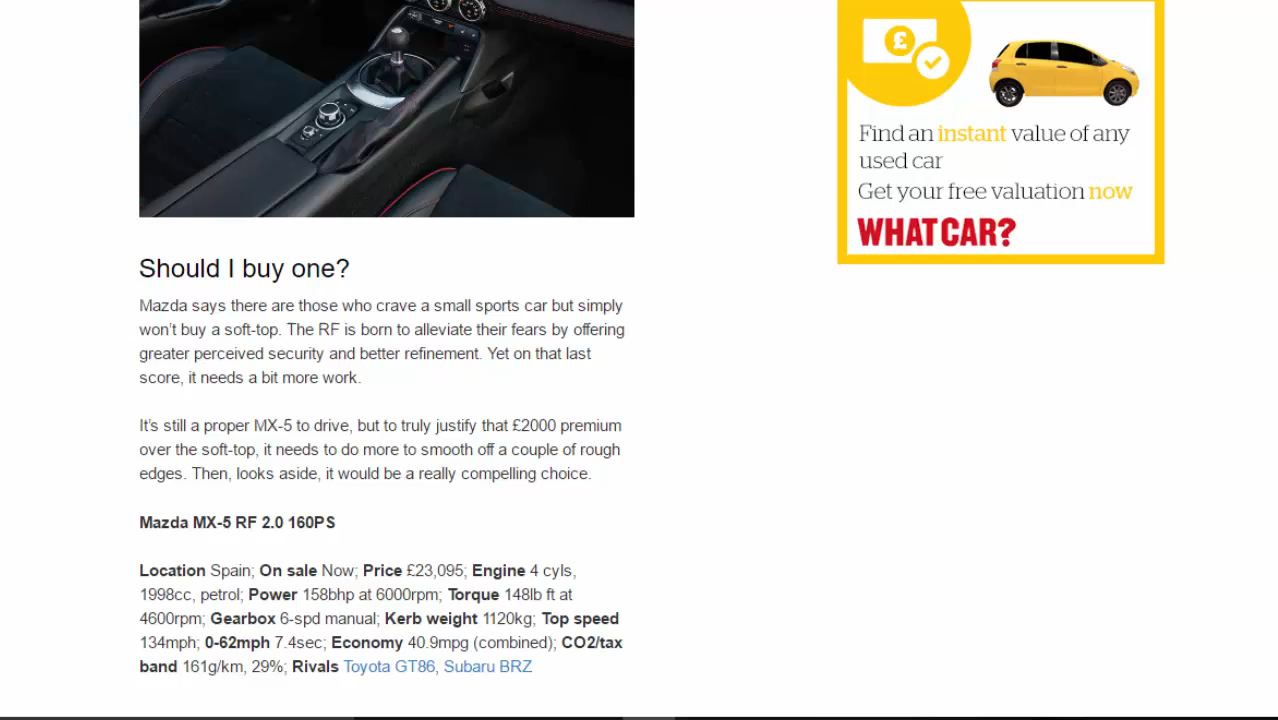 Should I buy one?
Mazda says there are those who crave a small sports car but simply
won't buy a soft-top. The RF is born to alleviate their fears by offering
greater perceived security and better refinement. Yet on that last
score, it needs a bit more work.
It's still a proper MX-5 to drive, but to truly justify that £2000 premium
over the soft-top, it needs to do more to smooth off a couple of rough
edges. Then, looks aside, it would be a really compelling choice.
Mazda MX-5 RF 2.0 160PS
Location Spain; On sale Now; Price £23,095; Engine 4 cyls,
1998cc, petrol; Power 158bhp at 6000rpm; Torque 148lb ft at
4600rpm; Gearbox 6-spd manual; Kerb weight 1120kg; Top speed
134mph; 0-62mph 7.4sec; Economy 40.9mpg (combined); CO2/tax
band 161g/km, 29%; Rivals Toyota GT86, Subaru BRZ
£
Find an instant value of any
used car
Get your free valuation now
WHAT CAR?